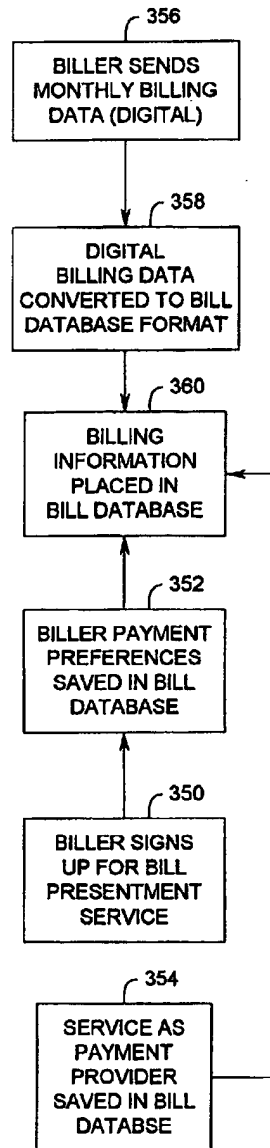 356
BILLER SENDS
MONTHLY BILLING
DATA (DIGITAL)
358
DIGITAL
BILLING DATA
CONVERTED TO BILL
DATABASE FORMAT
360
BILLING
INFORMATION
PLACED IN
BILL DATABASE
352
BILLER PAYMENT
PREFERENCES
SAVED IN BILL
DATABASE
350
BILLER SIGNS
UP FOR BILL
PRESENTMENT
SERVICE
354
SERVICE AS
PAYMENT
PROVIDER
SAVED IN BILL
DATABSE